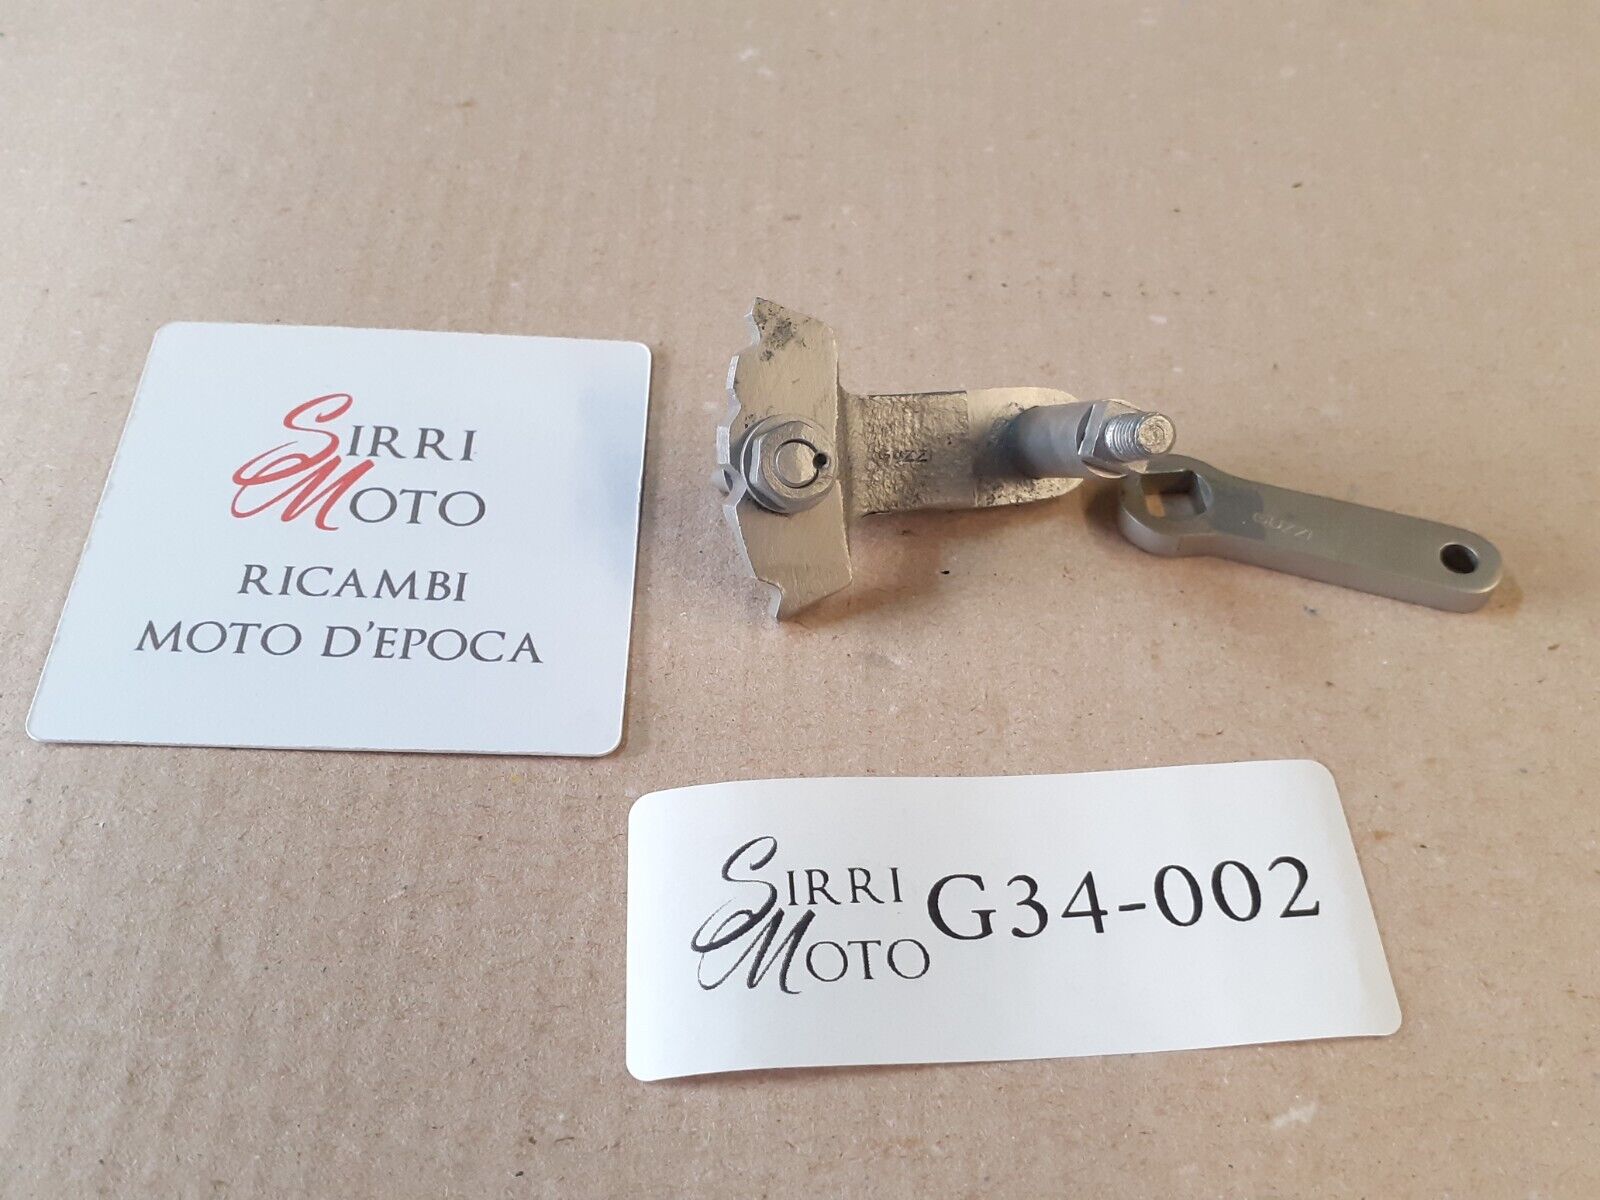 SIRRI
MOTO
RICAMBI
MOTO D'EPOCA
GUZZI
GUZZI
SIRRI
MOTO
G34-002